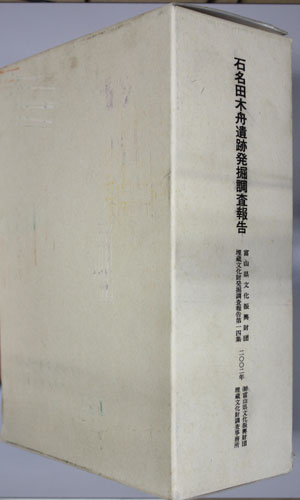 石名田木舟遺跡発掘調査報告
富山県文化振興財団
埋蔵文化財発掘調査報告第一四集
二〇〇二年
㈶富山県文化振興財団
埋蔵文化財調査事務所